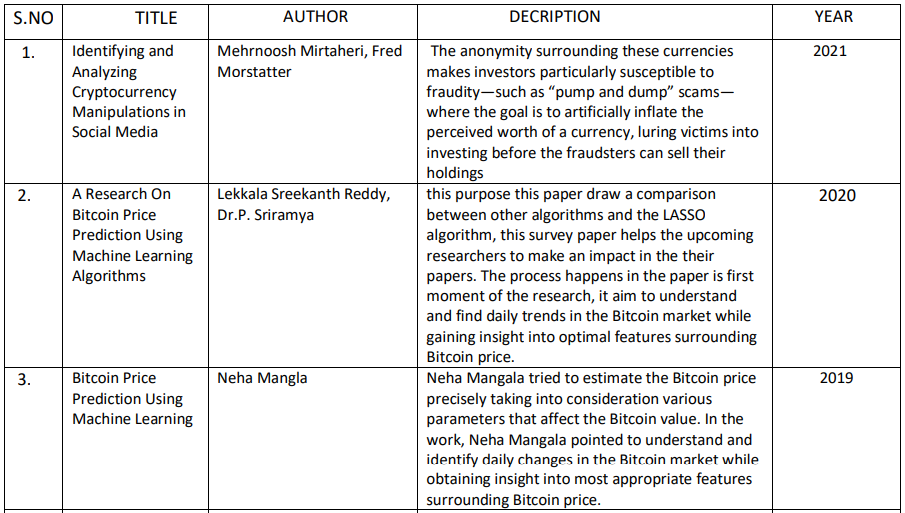 S.NO TITLE AUTHOR DECRIPTION YEAR
1. Identifying and Analyzing Cryptocurrency Manipulations in Social Media
Mehrnoosh Mirtaheri, Fred Morstatter
The anonymity surrounding these currencies
makes investors particularly susceptible to
fraudity—such as “pump and dump” scams—
where the goal is to artificially inflate the
perceived worth of a currency, luring victims into
investing before the fraudsters can sell their
holdings
2021
2. A Research On Bitcoin Price Prediction Using Machine Learning Algorithms
Lekkala Sreekanth Reddy, Dr.P. Sriramya
this purpose this paper draw a comparison
between other algorithms and the LASSO
algorithm, this survey paper helps the upcoming
researchers to make an impact in the their
papers. The process happens in the paper is first
moment of the research, it aim to understand
and find daily trends in the Bitcoin market while
gaining insight into optimal features surrounding
Bitcoin price.
2020
3. Bitcoin Price Prediction Using Machine Learning
Neha Mangla
Neha Mangala tried to estimate the Bitcoin price
precisely taking into consideration various
parameters that affect the Bitcoin value. In the
work, Neha Mangala pointed to understand and
identify daily changes in the Bitcoin market while
obtaining insight into most appropriate features
surrounding Bitcoin price.
2019